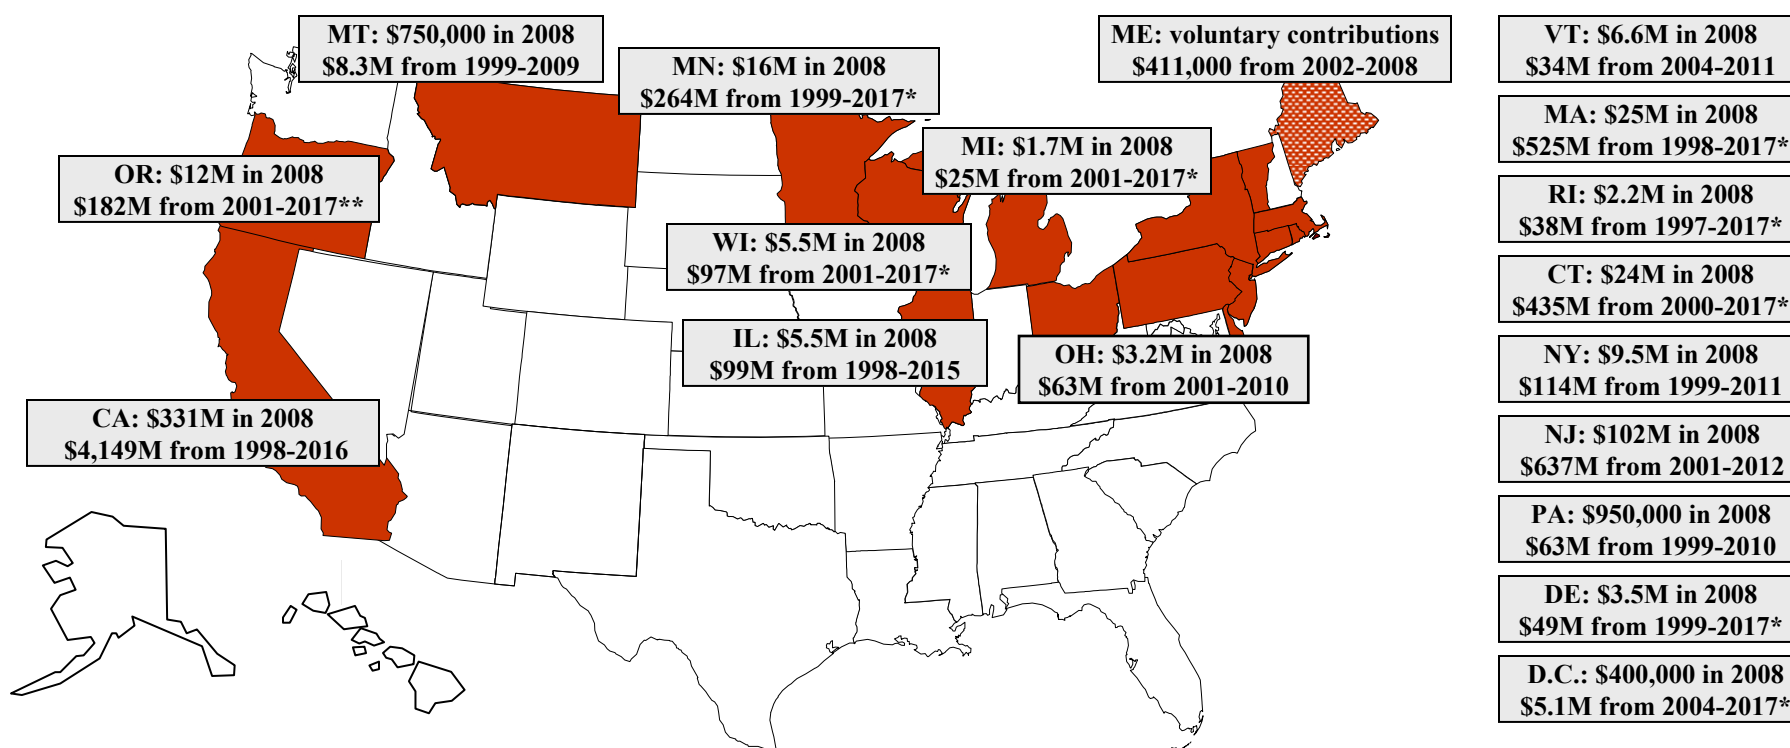 MT: $750,000 in 2008
$8.3M from 1999-2009
MN: $16M in 2008
$264M from 1999-2017*
ME: voluntary contributions
$411,000 from 2002-2008
MI: $1.7M in 2008
$25M from 2001-2017*
OR: $12M in 2008
$182M from 2001-2017**
WI: $5.5M in 2008
$97M from 2001-2017*
IL: $5.5M in 2008
$99M from 1998-2015
OH: $3.2M in 2008
$63M from 2001-2010
CA: $331M in 2008
$4,149M from 1998-2016
VT: $6.6M in 2008
$34M from 2004-2011
MA: $25M in 2008
$525M from 1998-2017*
RI: $2.2M in 2008
$38M from 1997-2017*
CT: $24M in 2008
$435M from 2000-2017*
NY: $9.5M in 2008
$114M from 1999-2011
NJ: $102M in 2008
$637M from 2001-2012
PA: $950,000 in 2008
$63M from 1999-2010
DE: $3.5M in 2008
$49M from 1999-2017*
D.C.: $400,000 in 2008
$5.1M from 2004-2017*